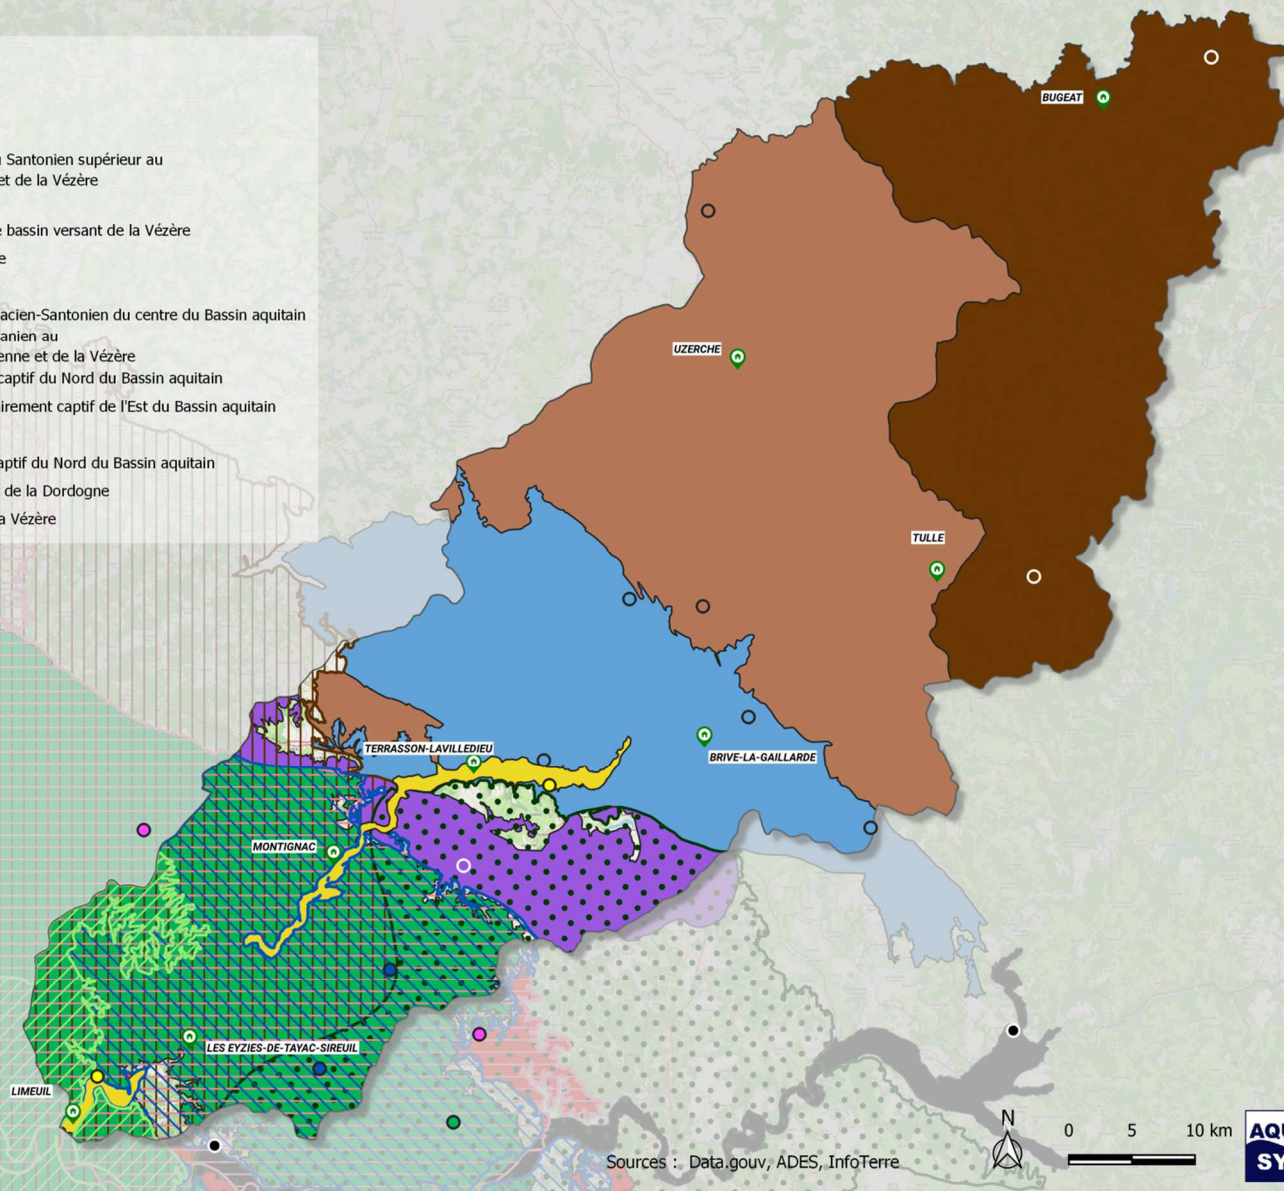 Santonien supérieur au
et de la Vézère
bassin versant de la Vézère
acien-Santonien du centre du Bassin aquitain
anien au
enne et de la Vézère
captif du Nord du Bassin aquitain
irement captif de l'Est du Bassin aquitain
aptif du Nord du Bassin aquitain
de la Dordogne
a Vézère
BUGEAT
UZERCHE
TULLE
TERRASSON-LAVILLEDIEU
BRIVE-LA-GAILLARDE
MONTIGNAC
LES EYZIES-DE-TAYAC-SIREUIL
LIMEUIL
N
0 5 10 km
Sources : Data.gouv, ADES, InfoTerre
AQU
SY